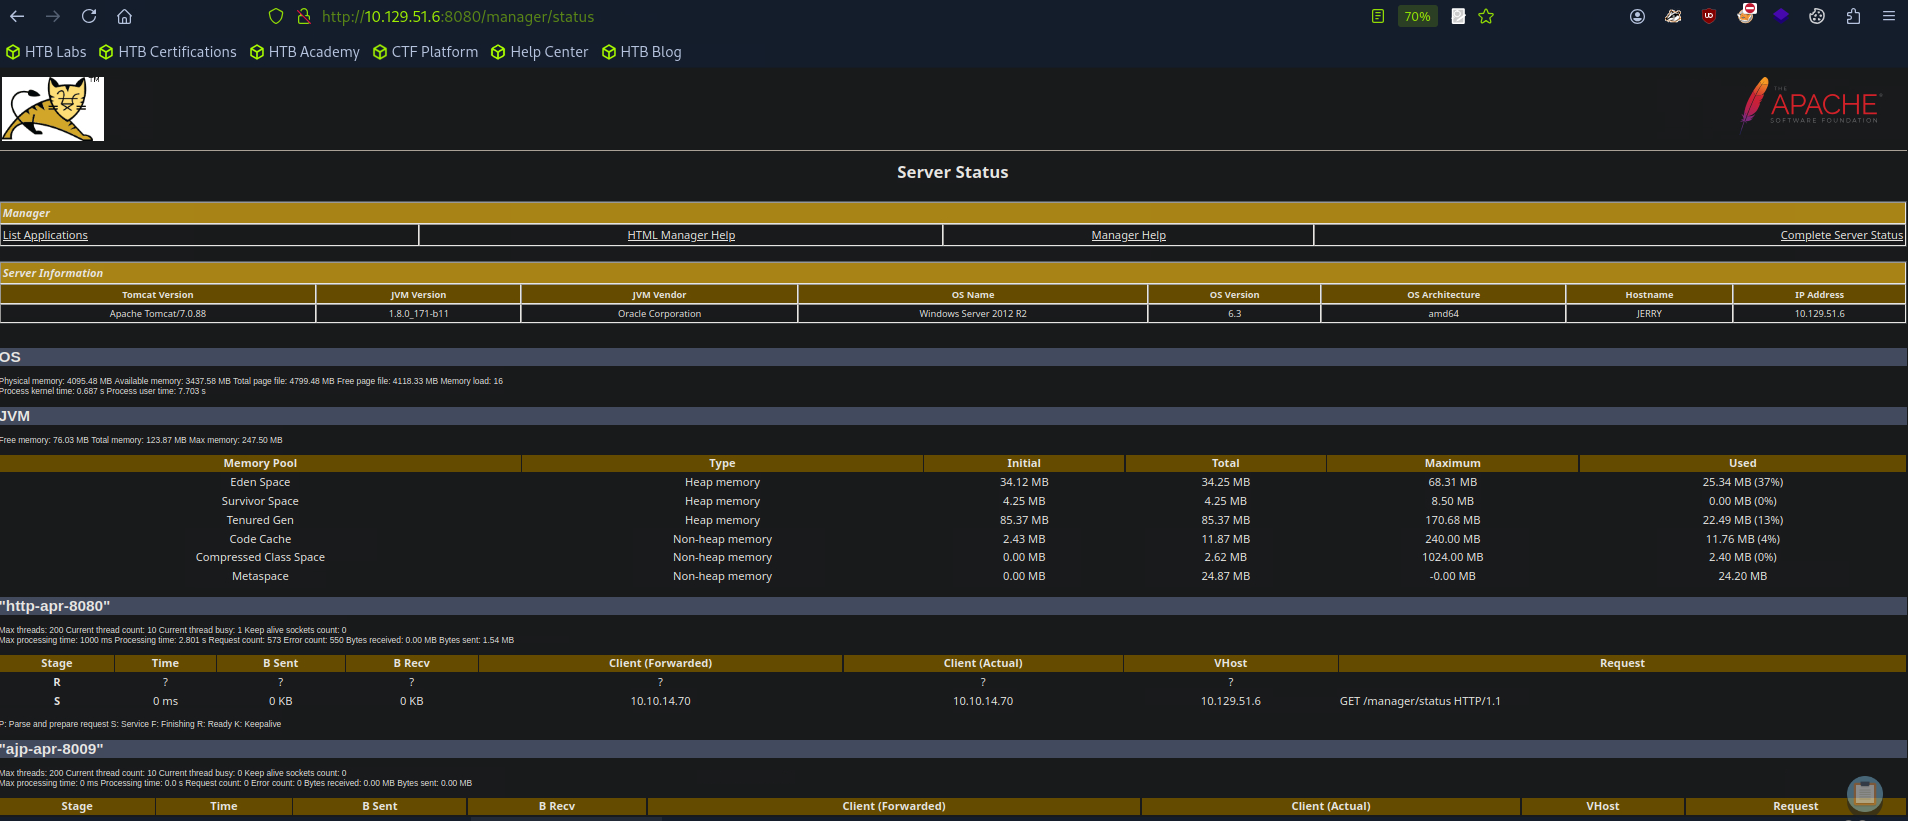 http://10.129.51.6:8080/manager/status 70%
HTB Labs HTB Certifications HTB Academy CTF Platform Help Center HTB Blog
TM
THE
APACHE
SOFTWARE FOUNDATION
Server Status
Manager
List Applications HTML Manager Help Manager Help Complete Server Status
Server Information
Tomcat Version JVM Version JVM Vendor OS Name OS Version OS Architecture Hostname IP Address
Apache Tomcat/7.0.88 1.8.0_171-b11 Oracle Corporation Windows Server 2012 R2 6.3 amd64 JERRY 10.129.51.6
OS
Physical memory: 4095.48 MB Available memory: 3437.58 MB Total page file: 4799.48 MB Free page file: 4118.33 MB Memory load: 16
Process kernel time: 0.687 s Process user time: 7.703 s
JVM
Free memory: 76.03 MB Total memory: 123.87 MB Max memory: 247.50 MB
Memory Pool Type Initial Total Maximum Used
Eden Space Heap memory 34.12 MB 34.25 MB 68.31 MB 25.34 MB (37%)
Survivor Space Heap memory 4.25 MB 4.25 MB 8.50 MB 0.00 MB (0%)
Tenured Gen Heap memory 85.37 MB 85.37 MB 170.68 MB 22.49 MB (13%)
Code Cache Non-heap memory 2.43 MB 11.87 MB 240.00 MB 11.76 MB (4%)
Compressed Class Space Non-heap memory 0.00 MB 2.62 MB 1024.00 MB 2.40 MB (0%)
Metaspace Non-heap memory 0.00 MB 24.87 MB -0.00 MB 24.20 MB
"http-apr-8080"
Max threads: 200 Current thread count: 10 Current thread busy: 1 Keep alive sockets count: 0
Max processing time: 1000 ms Processing time: 2.801 s Request count: 573 Error count: 550 Bytes received: 0.00 MB Bytes sent: 1.54 MB
Stage Time B Sent B Recv Client (Forwarded) Client (Actual) VHost Request
R ? ? ? ? ? ?
S 0 ms 0 KB 0 KB 10.10.14.70 10.10.14.70 10.129.51.6 GET /manager/status HTTP/1.1
P: Parse and prepare request S: Service F: Finishing R: Ready K: Keepalive
"ajp-apr-8009"
Max threads: 200 Current thread count: 10 Current thread busy: 0 Keep alive sockets count: 0
Max processing time: 0 ms Processing time: 0.0 s Request count: 0 Error count: 0 Bytes received: 0.00 MB Bytes sent: 0.00 MB
Stage Time B Sent B Recv Client (Forwarded) Client (Actual) VHost Request